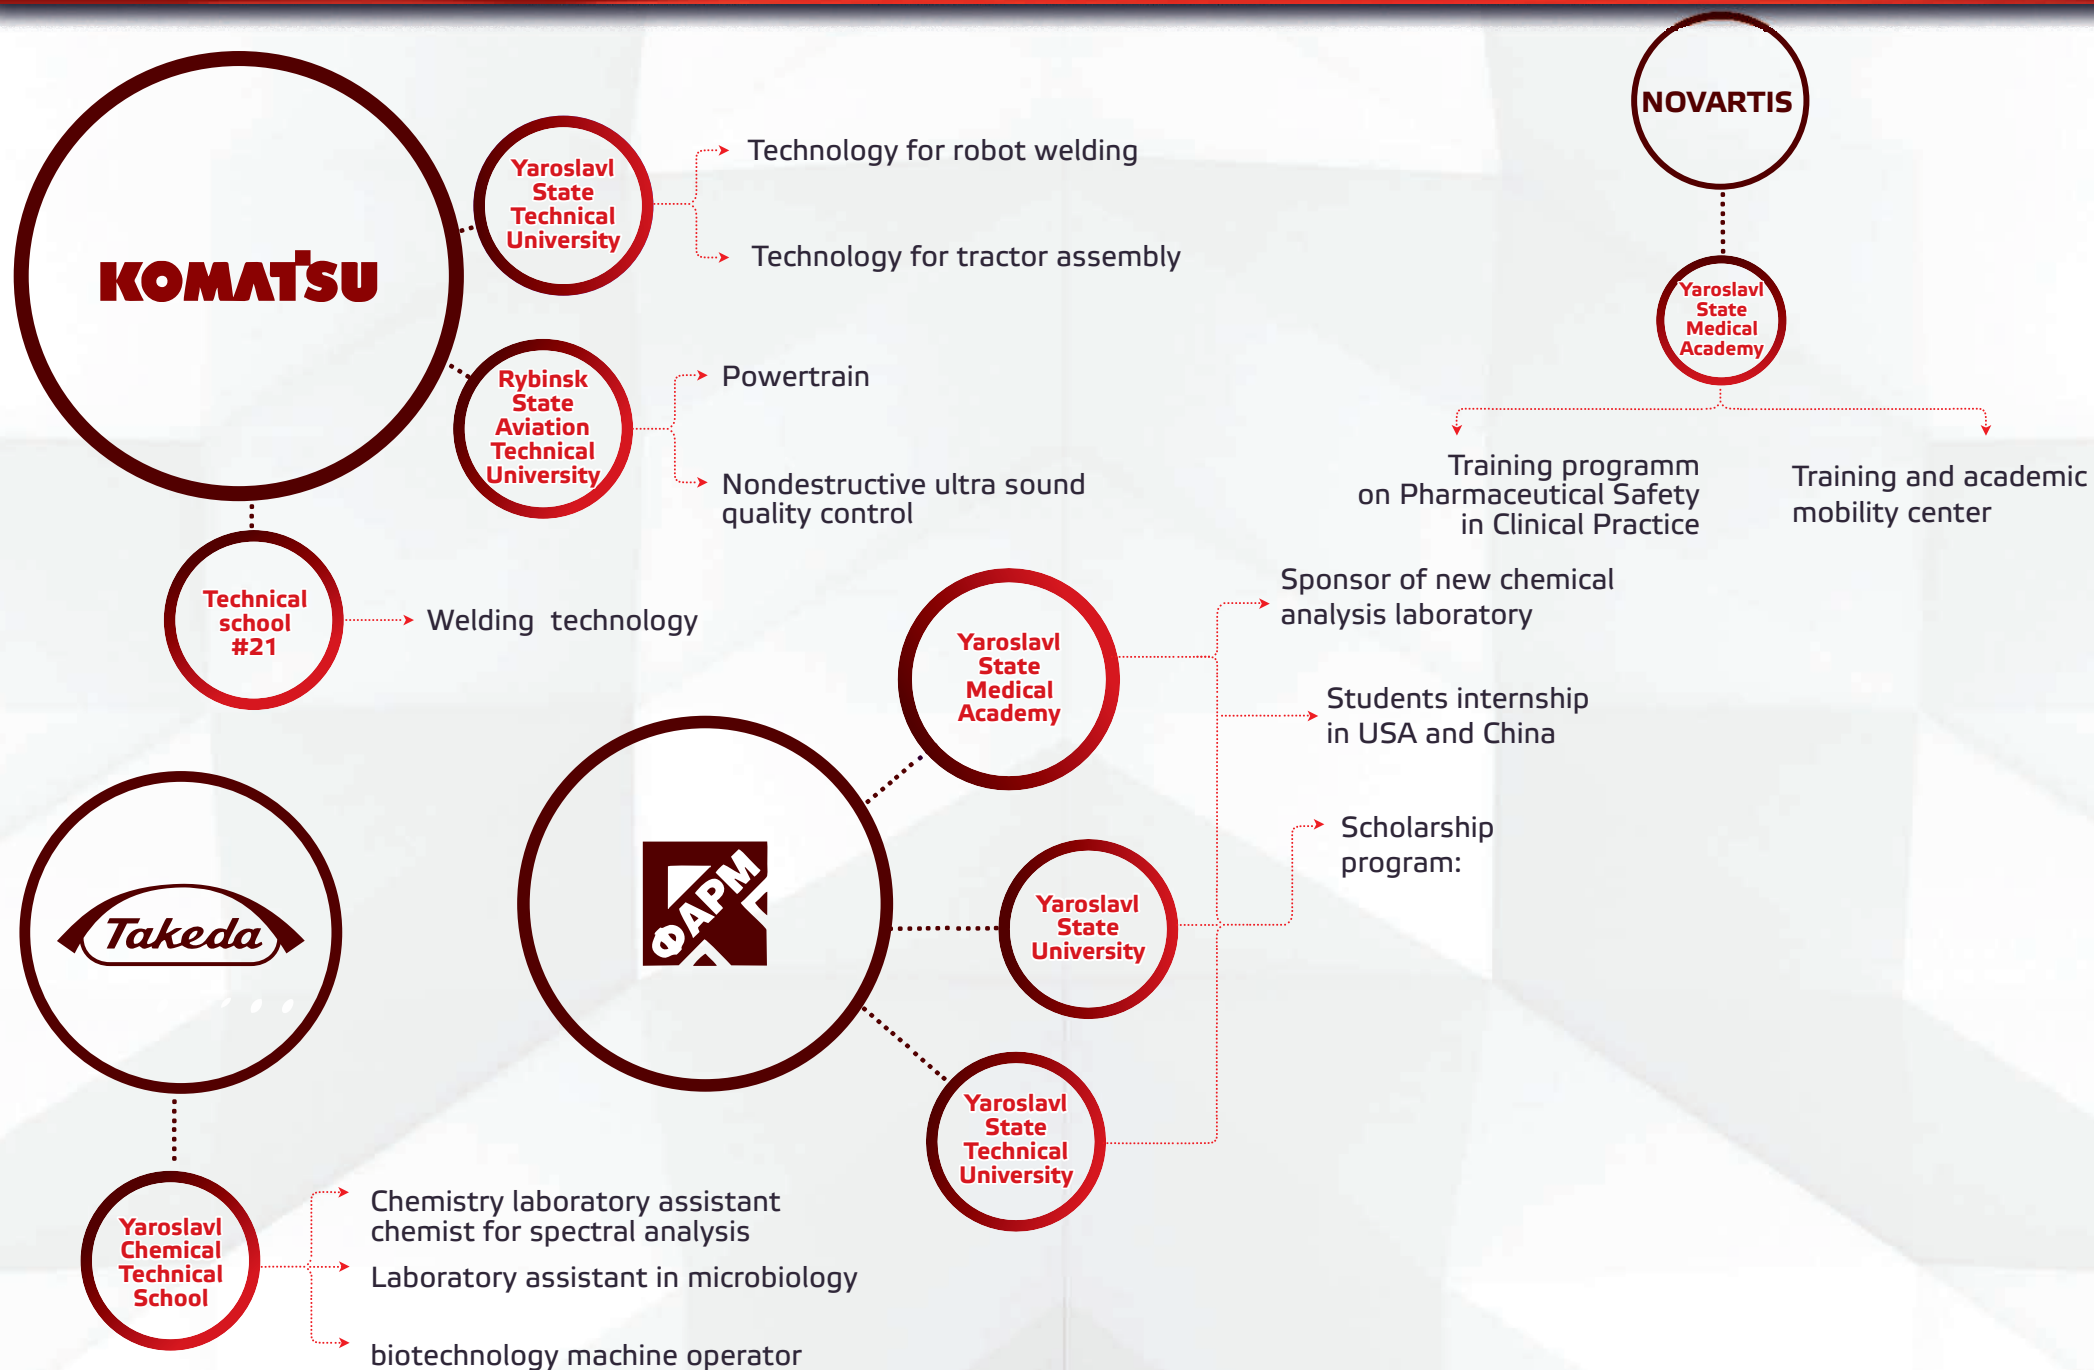 KOMATSU
Yaroslavl
State
Technical
University
Technology for robot welding
Technology for tractor assembly
Rybinsk
State
Aviation
Technical
University
Powertrain
Nondestructive ultra sound
quality control
Technical
school
#21
Welding technology
NOVARTIS
Yaroslavl
State
Medical
Academy
Training programm
on Pharmaceutical Safety
in Clinical Practice
Training and academic
mobility center
ФАРМ
Yaroslavl
State
Medical
Academy
Yaroslavl
State
University
Yaroslavl
State
Technical
University
Sponsor of new chemical
analysis laboratory
Students internship
in USA and China
Scholarship
program:
Takeda
Yaroslavl
Chemical
Technical
School
Chemistry laboratory assistant
chemist for spectral analysis
Laboratory assistant in microbiology
biotechnology machine operator